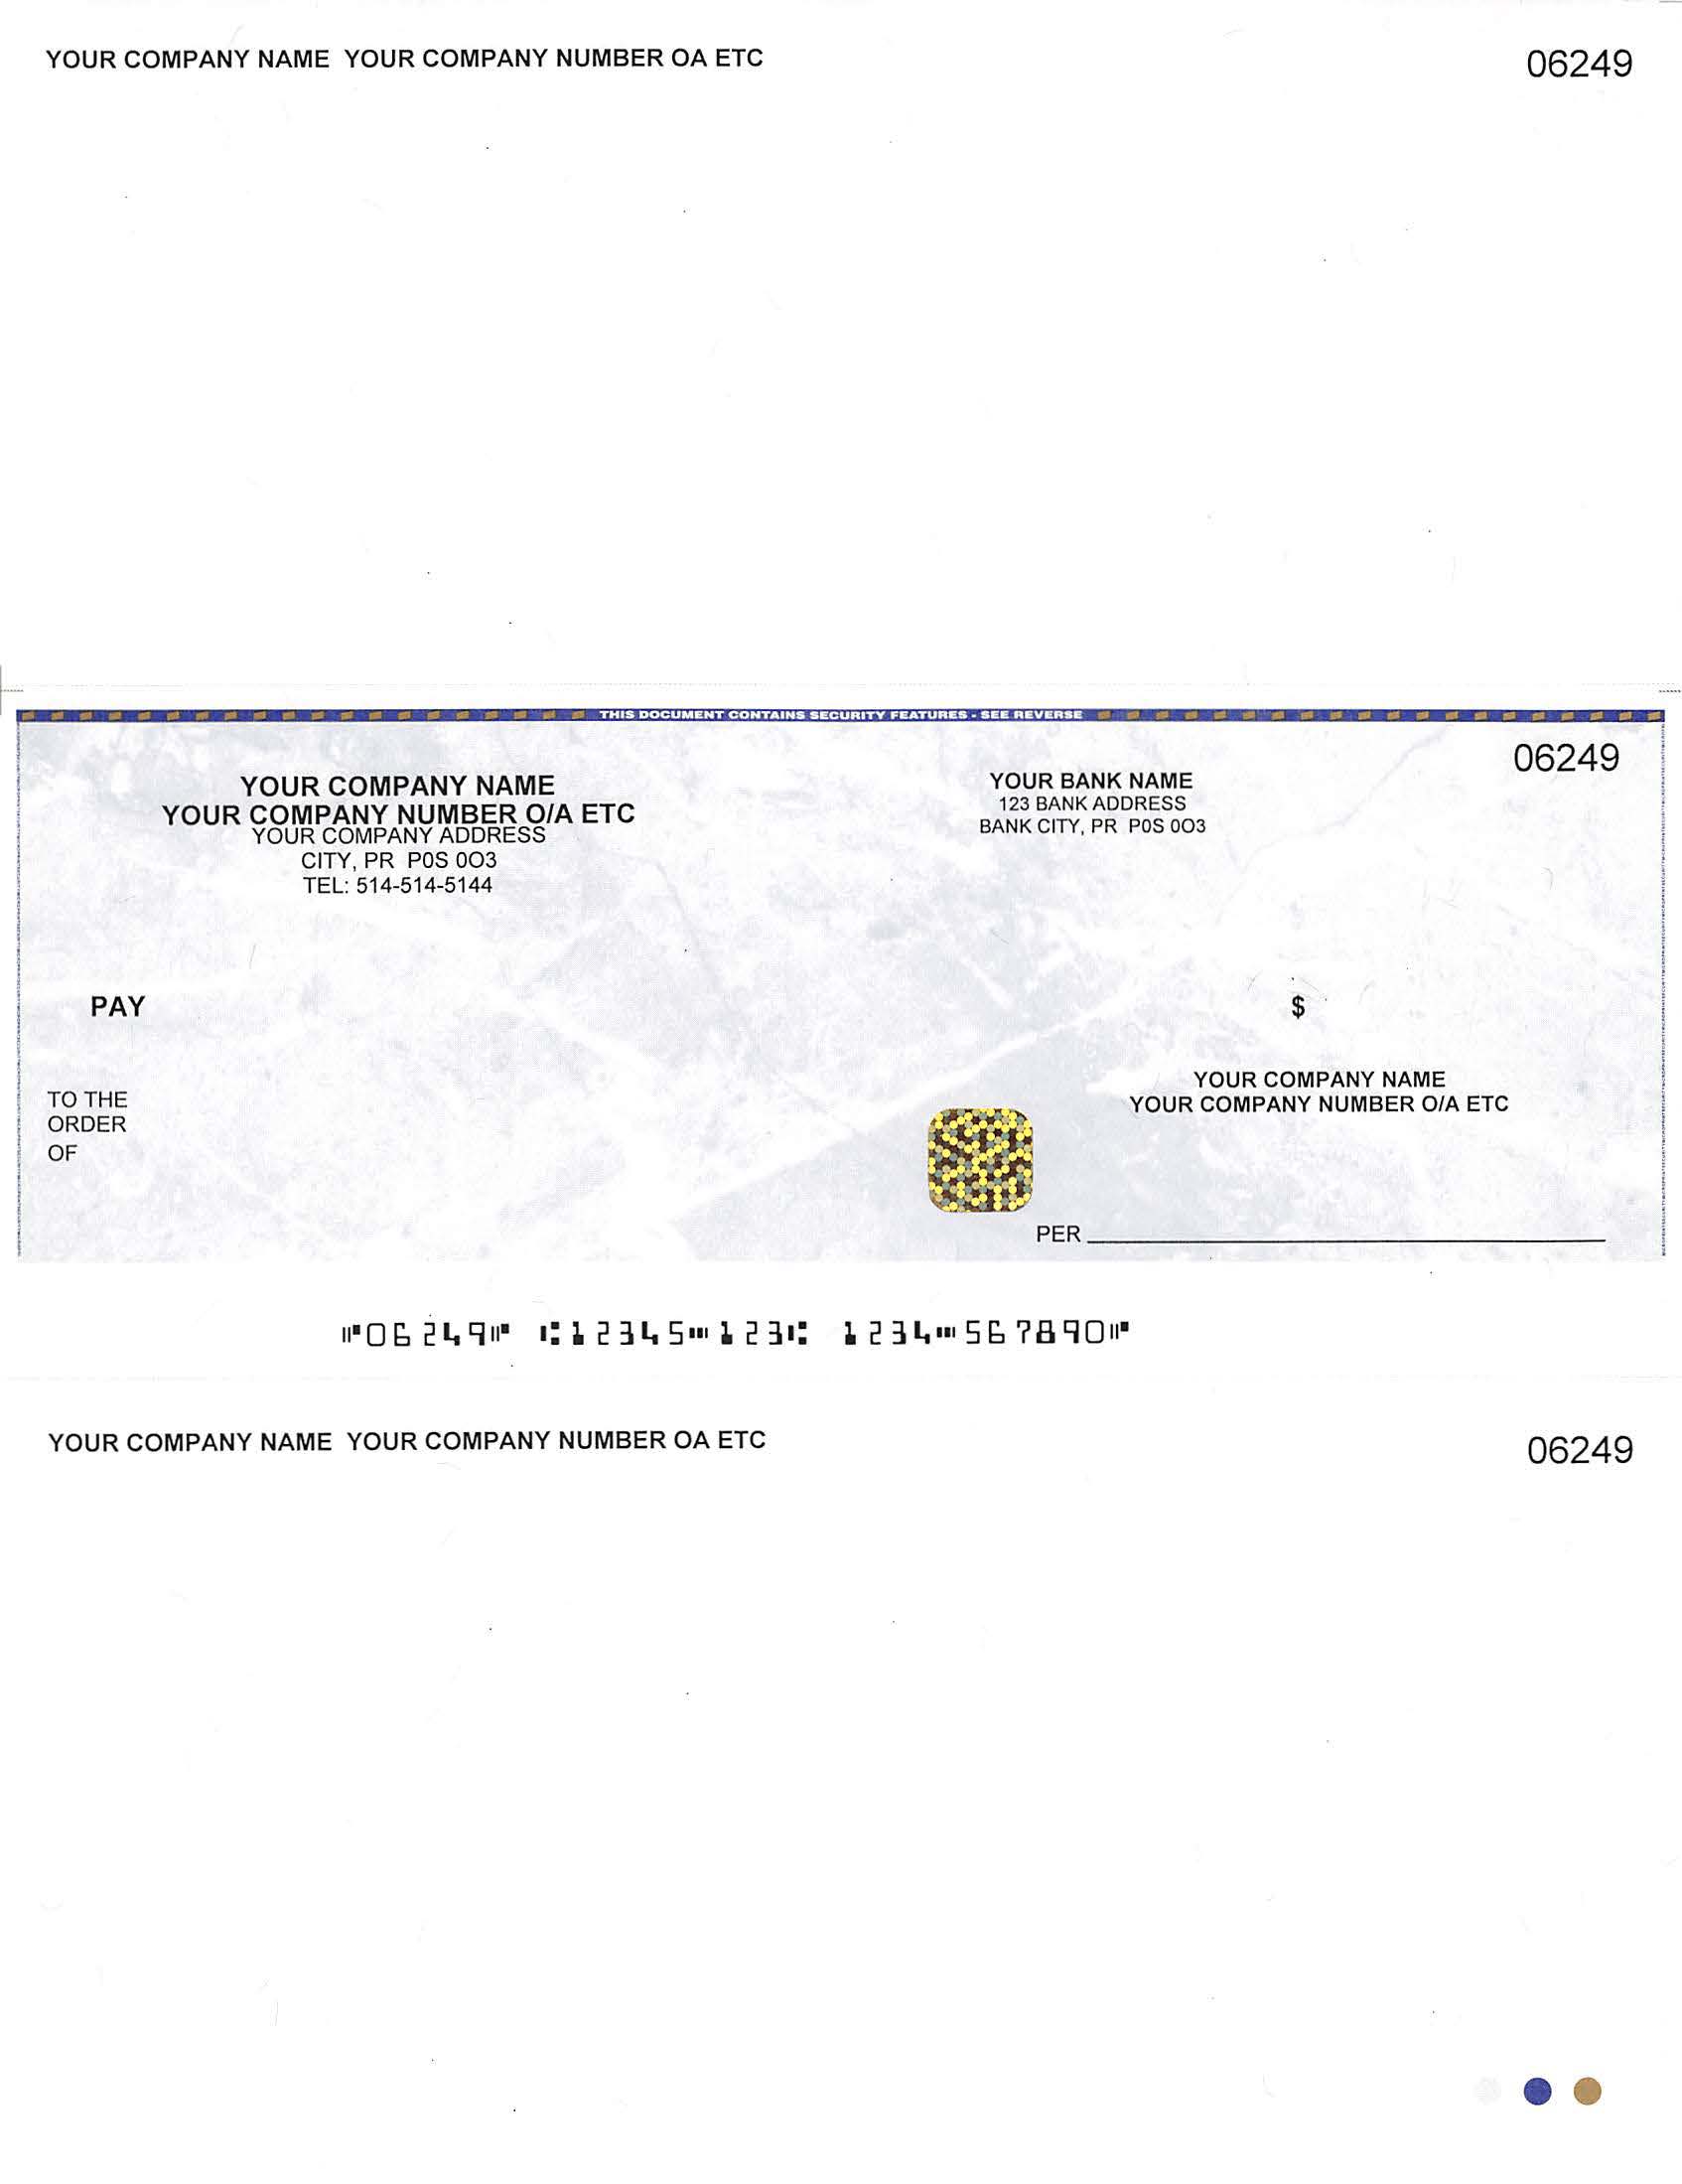 YOUR COMPANY NAME YOUR COMPANY NUMBER OA ETC
06249
THIS DOCUMENT CONTAINS SECURITY FEATURES - SEE REVERSE
06249
YOUR COMPANY NAME
YOUR COMPANY NUMBER O/A ETC
YOUR COMPANY ADDRESS
CITY, PR P0S 0O3
TEL: 514-514-5144
YOUR BANK NAME
123 BANK ADDRESS
BANK CITY, PR P0S 0O3
PAY
$
TO THE
ORDER
OF
YOUR COMPANY NAME
YOUR COMPANY NUMBER O/A ETC
PER
⑈06249⑈ ⑆12345⑉123⑆ 1234⑉567890⑈
YOUR COMPANY NAME YOUR COMPANY NUMBER OA ETC
06249